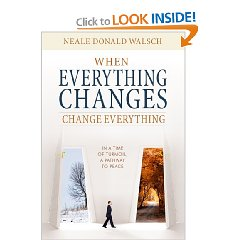 Click to LOOK INSIDE!
NEALE DONALD WALSCH
WHEN
EVERYTHING
CHANGES
CHANGE EVERYTHING
IN A TIME
OF TURMOIL,
A PATHWAY
TO PEACE